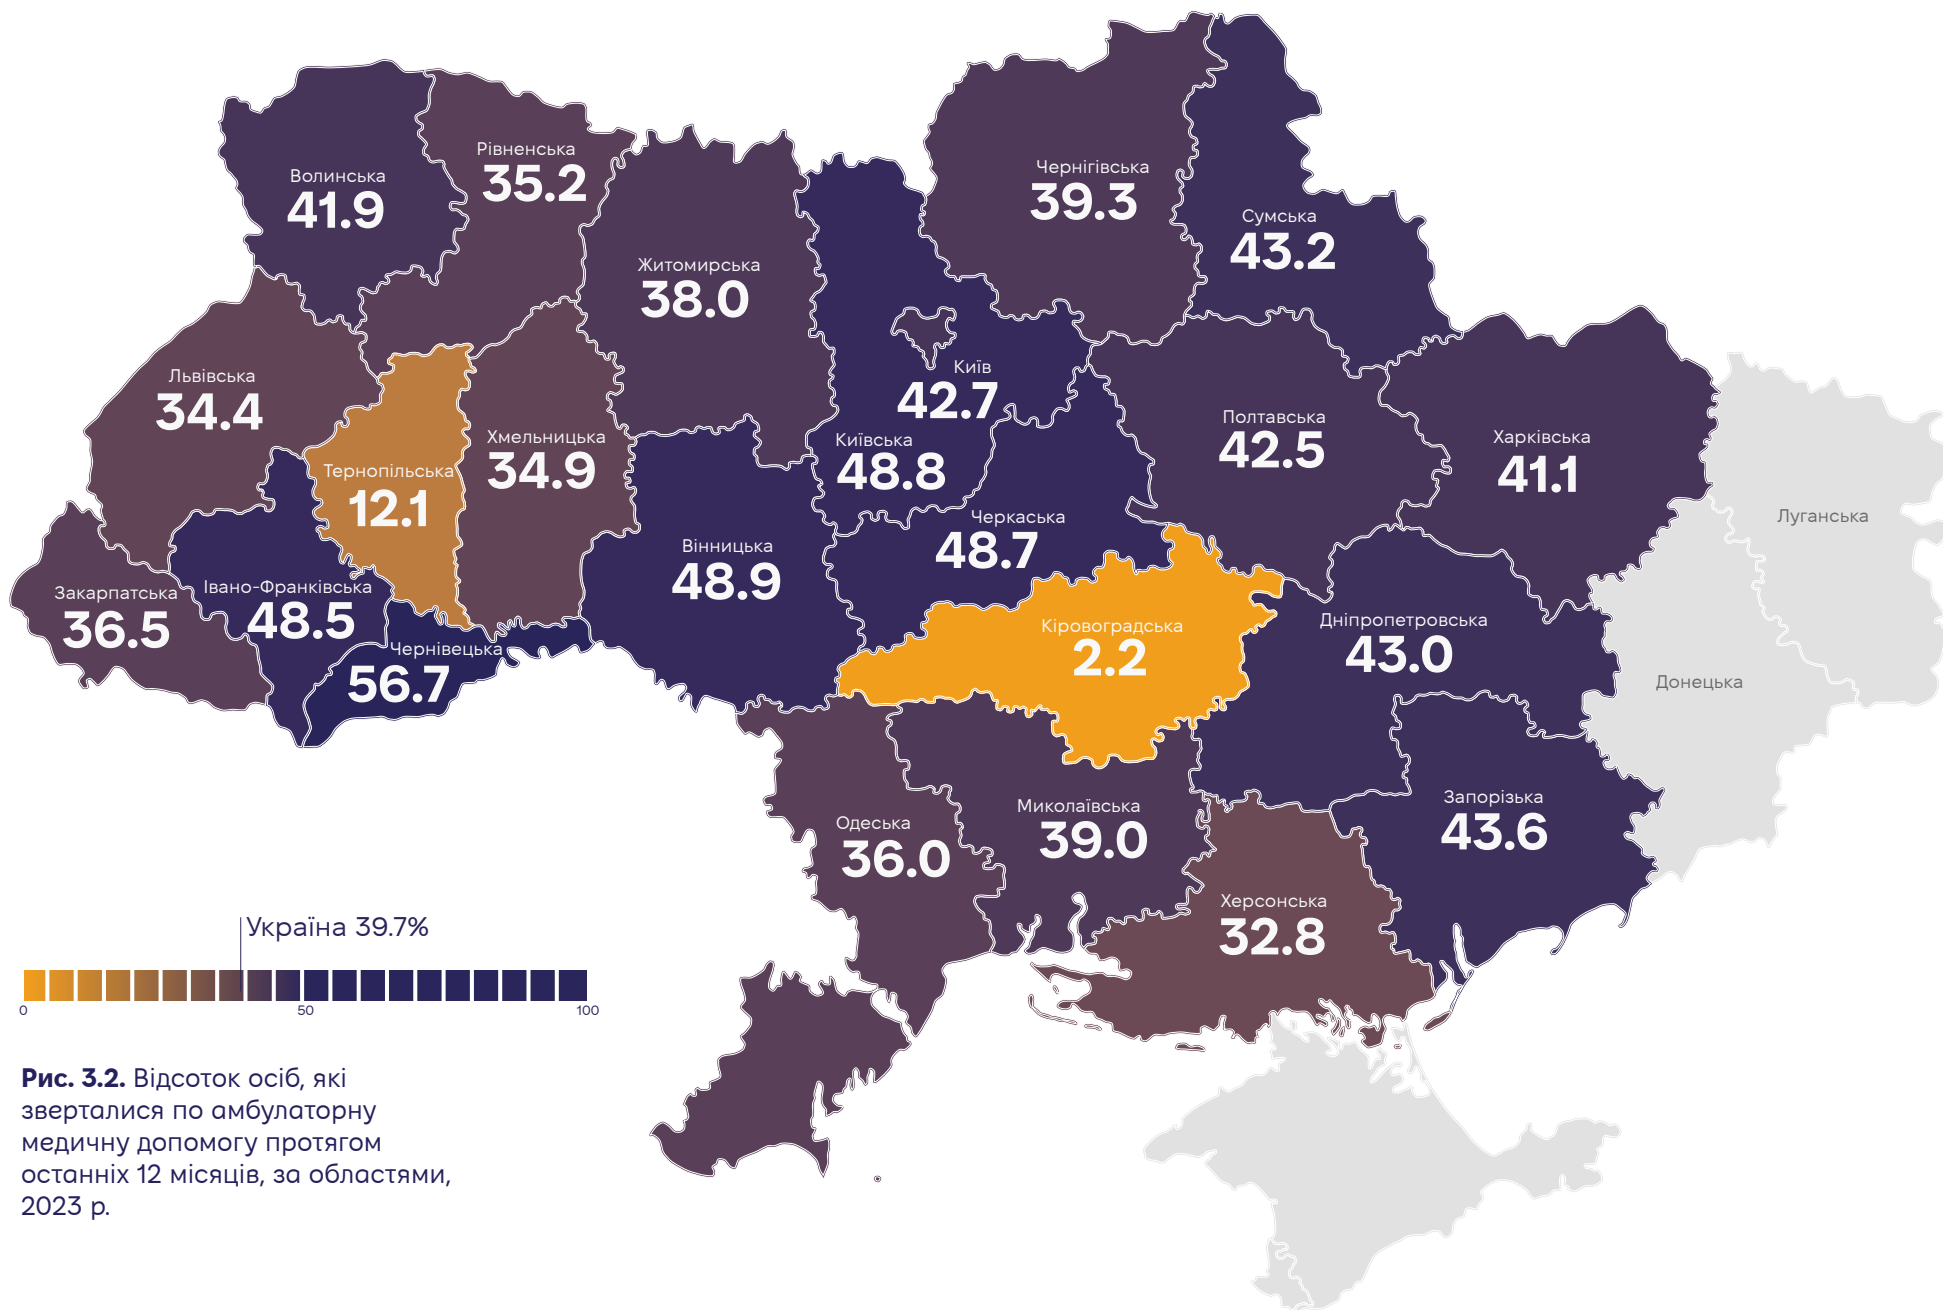 Волинська
41.9
Рівненська
35.2
Житомирська
38.0
Чернігівська
39.3
Сумська
43.2
Львівська
34.4
Тернопільська
12.1
Хмельницька
34.9
Київ
42.7
Київська
48.8
Полтавська
42.5
Харківська
41.1
Луганська
Закарпатська
36.5
Івано-Франківська
48.5
Чернівецька
56.7
Вінницька
48.9
Черкаська
48.7
Кіровоградська
2.2
Дніпропетровська
43.0
Донецька
Одеська
36.0
Миколаївська
39.0
Запорізька
43.6
Херсонська
32.8
Україна 39.7%
0 50 100
Рис. 3.2. Відсоток осіб, які
зверталися по амбулаторну
медичну допомогу протягом
останніх 12 місяців, за областями,
2023 р.